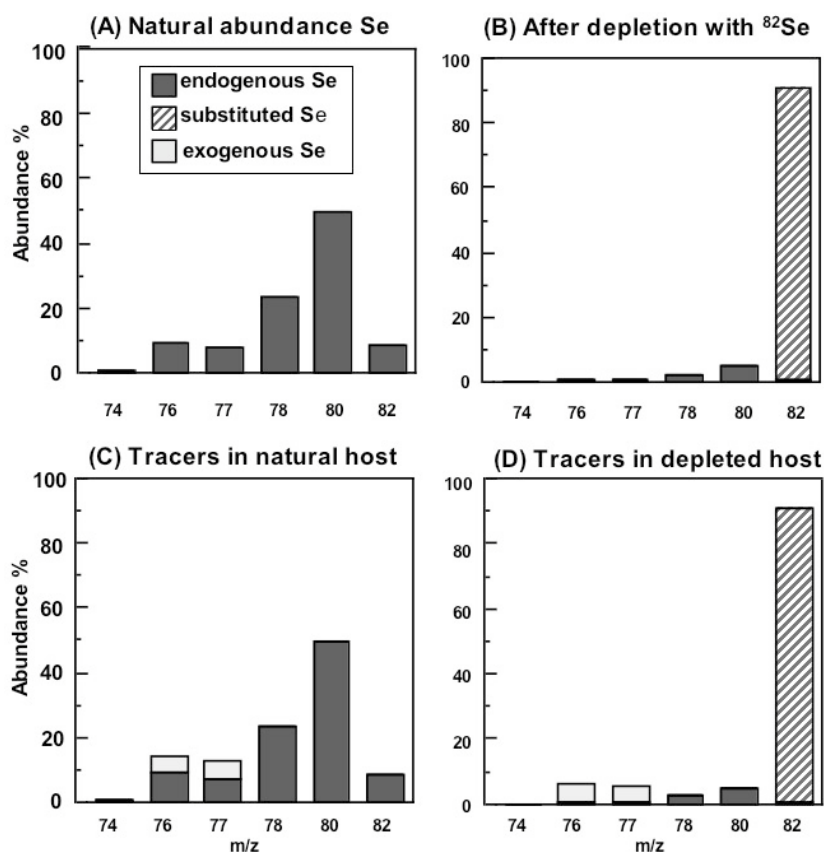 (A) Natural abundance Se
100
80
60
40
20
0
Abundance %
endogenous Se
substituted Se
exogenous Se
74 76 77 78 80 82
(B) After depletion with ⁸²Se
100
80
60
40
20
0
74 76 77 78 80 82
(C) Tracers in natural host
100
80
60
40
20
0
Abundance %
74 76 77 78 80 82
m/z
(D) Tracers in depleted host
100
80
60
40
20
0
74 76 77 78 80 82
m/z